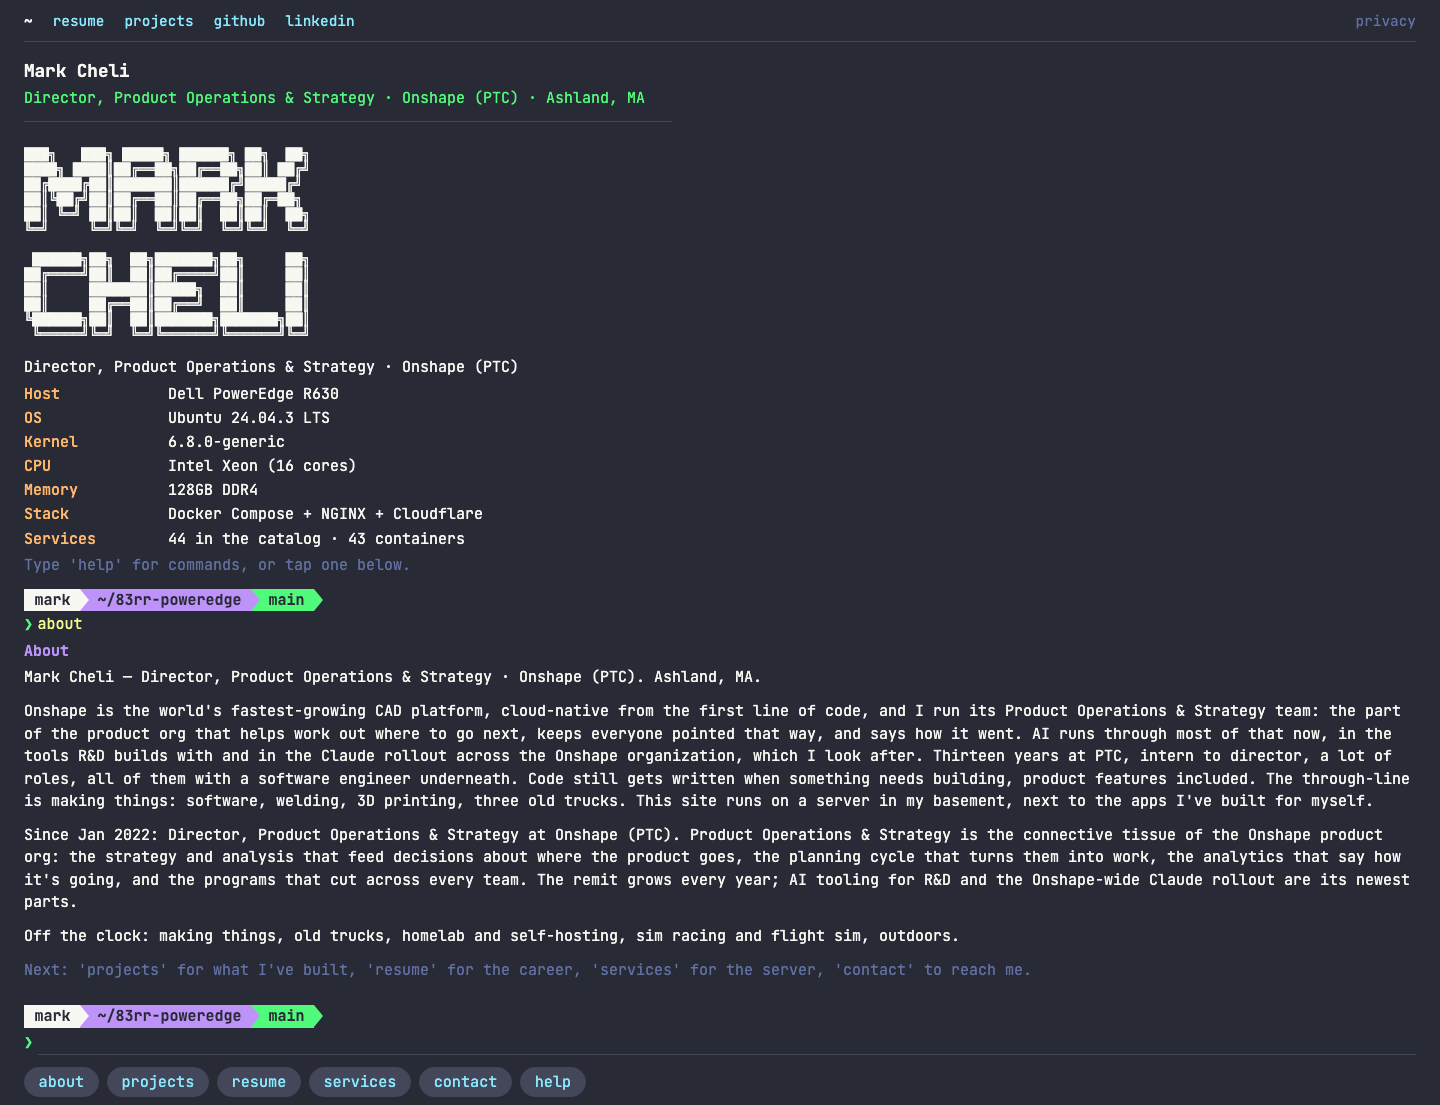 ~ resume projects github linkedin privacy
Mark Cheli
Director, Product Operations & Strategy · Onshape (PTC) · Ashland, MA
MARK
CHELI
Director, Product Operations & Strategy · Onshape (PTC)
Host Dell PowerEdge R630
OS Ubuntu 24.04.3 LTS
Kernel 6.8.0-generic
CPU Intel Xeon (16 cores)
Memory 128GB DDR4
Stack Docker Compose + NGINX + Cloudflare
Services 44 in the catalog · 43 containers
Type 'help' for commands, or tap one below.
mark ~/83rr-poweredge main
❯ about
About
Mark Cheli — Director, Product Operations & Strategy · Onshape (PTC). Ashland, MA.
Onshape is the world's fastest-growing CAD platform, cloud-native from the first line of code, and I run its Product Operations & Strategy team: the part
of the product org that helps work out where to go next, keeps everyone pointed that way, and says how it went. AI runs through most of that now, in the
tools R&D builds with and in the Claude rollout across the Onshape organization, which I look after. Thirteen years at PTC, intern to director, a lot of
roles, all of them with a software engineer underneath. Code still gets written when something needs building, product features included. The through-line
is making things: software, welding, 3D printing, three old trucks. This site runs on a server in my basement, next to the apps I've built for myself.
Since Jan 2022: Director, Product Operations & Strategy at Onshape (PTC). Product Operations & Strategy is the connective tissue of the Onshape product
org: the strategy and analysis that feed decisions about where the product goes, the planning cycle that turns them into work, the analytics that say how
it's going, and the programs that cut across every team. The remit grows every year; AI tooling for R&D and the Onshape-wide Claude rollout are its newest
parts.
Off the clock: making things, old trucks, homelab and self-hosting, sim racing and flight sim, outdoors.
Next: 'projects' for what I've built, 'resume' for the career, 'services' for the server, 'contact' to reach me.
mark ~/83rr-poweredge main
❯
about projects resume services contact help